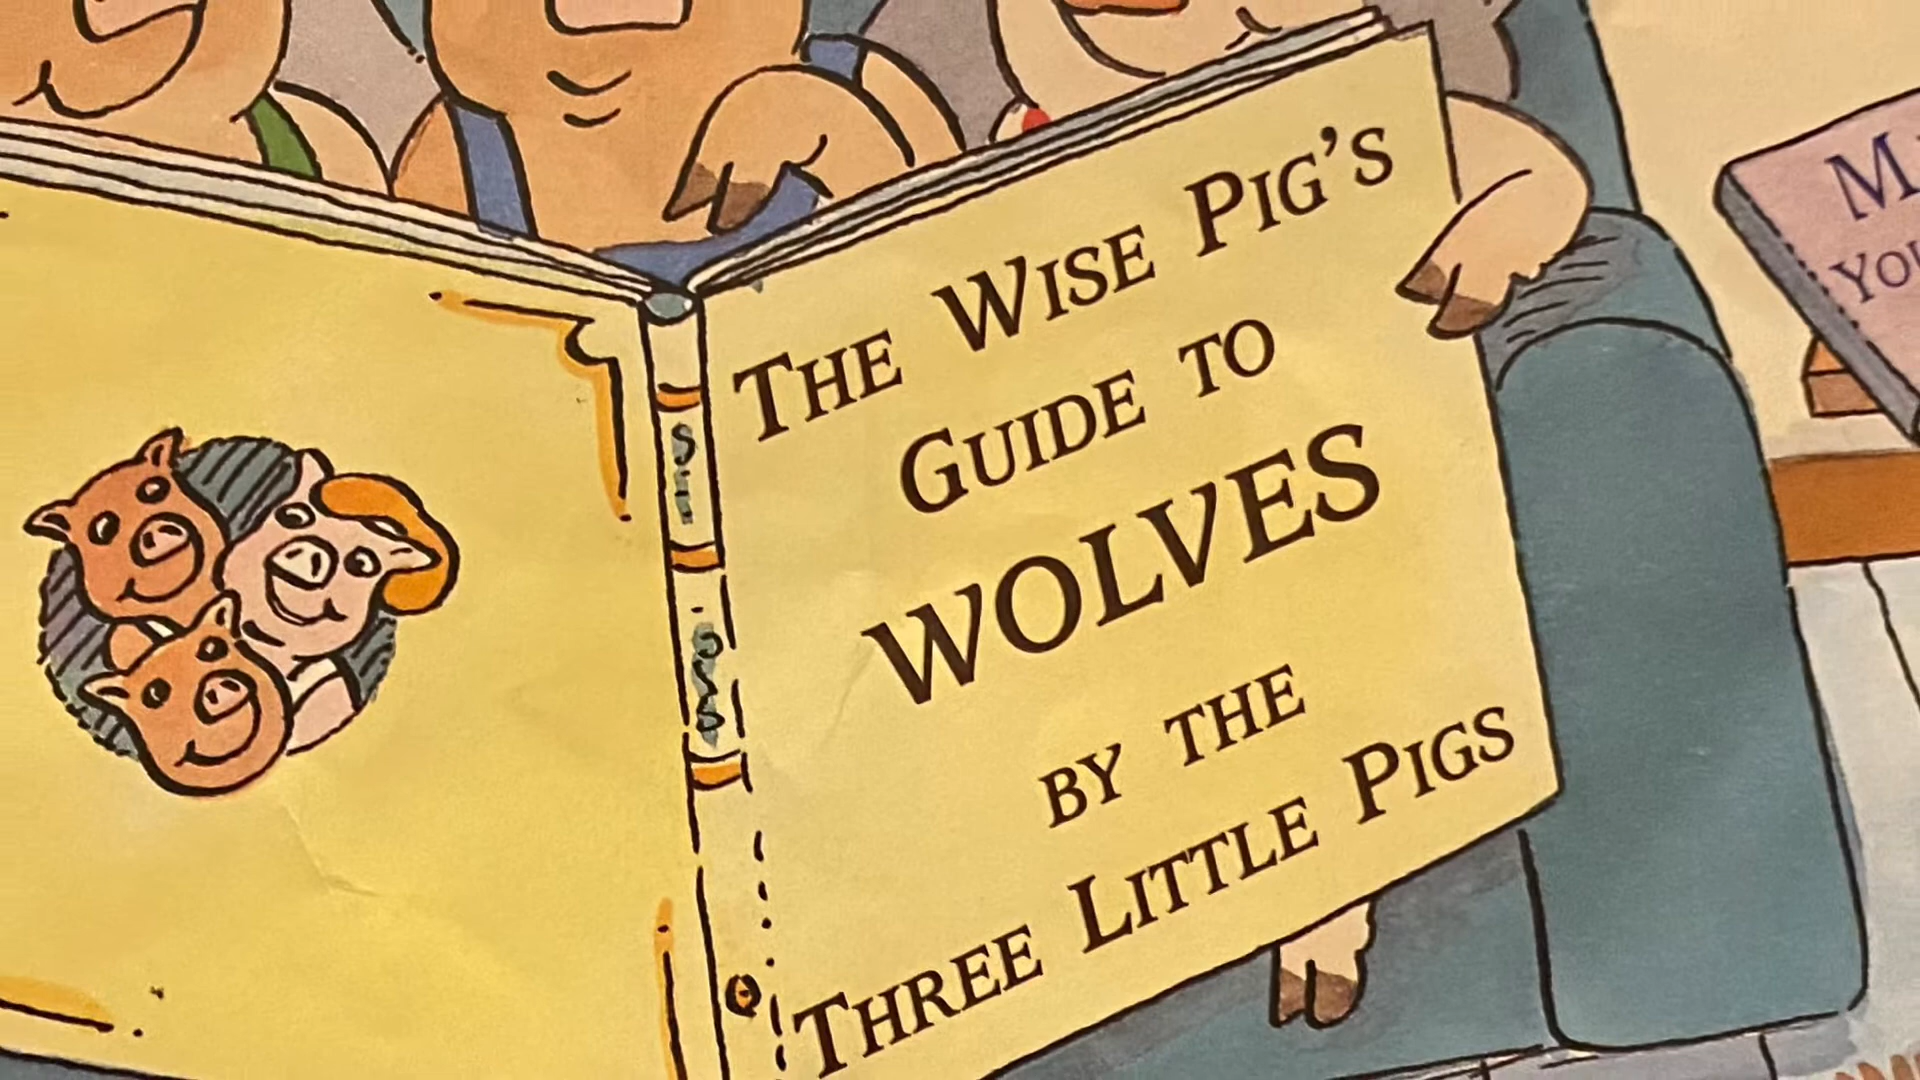 THE WISE PIG'S
GUIDE TO
WOLVES
BY THE
THREE LITTLE PIGS